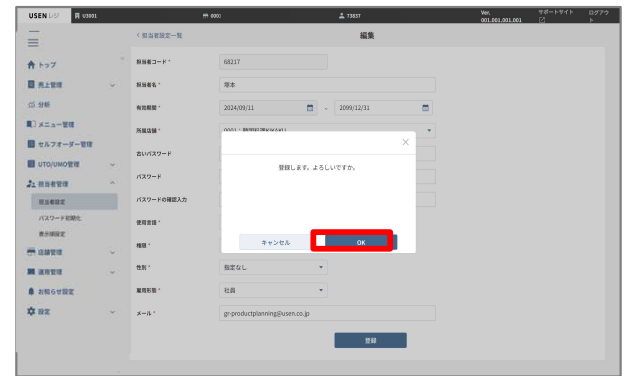 USEN レジ
U3001
73837
Ver.
001.001.001.001
サポートサイト
ログアウ
ト
< 担当者設定一覧
編集
トップ
売上管理
分析
メニュー管理
セルフオーダー管理
UTO/UMO管理
担当者管理
担当者設定
パスワード初期化
表示順設定
店舗管理
運用管理
お知らせ設定
設定
担当者コード *
68217
担当者名 *
塚本
有効期間 *
2024/09/11
-
2099/12/31
所属店舗 *
古いパスワード
パスワード
パスワードの確認入力
使用言語 *
権限 *
性別 *
指定なし
雇用形態 *
社員
メール *
gr-productplanning@usen.co.jp
登録
登録します。よろしいですか。
キャンセル
OK